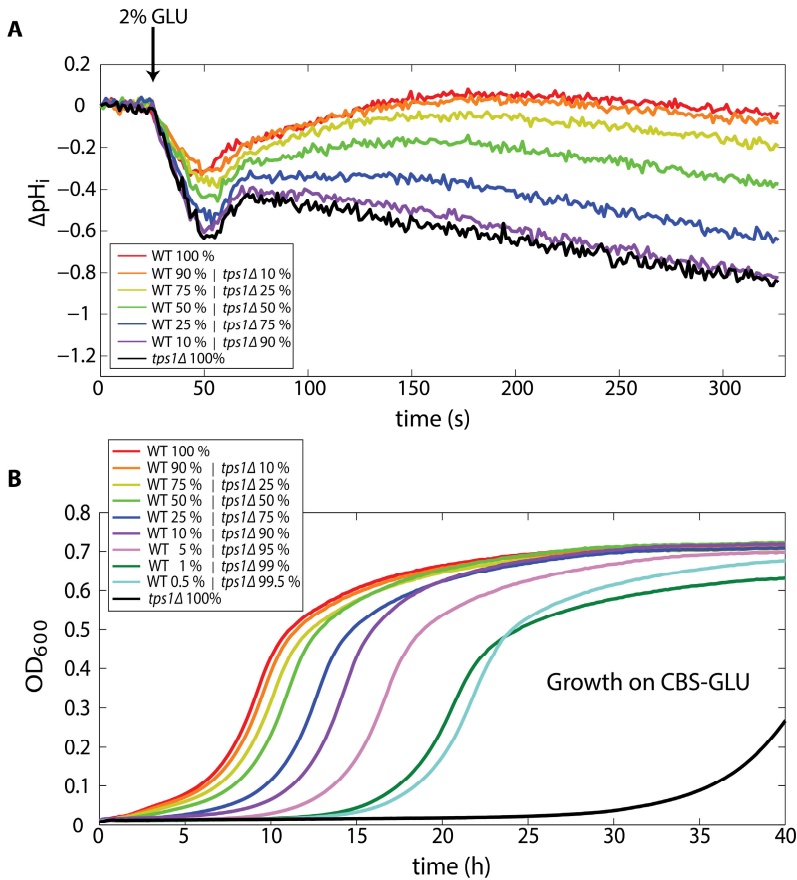 2% GLU
A
0.2
0
−0.2
−0.4
−0.6
−0.8
−1
−1.2
ΔpHi
WT 100 %
WT 90 % | tps1Δ 10 %
WT 75 % | tps1Δ 25 %
WT 50 % | tps1Δ 50 %
WT 25 % | tps1Δ 75 %
WT 10 % | tps1Δ 90 %
tps1Δ 100%
0 50 100 150 200 250 300
time (s)
WT 100 %
WT 90 % | tps1Δ 10 %
WT 75 % | tps1Δ 25 %
WT 50 % | tps1Δ 50 %
WT 25 % | tps1Δ 75 %
WT 10 % | tps1Δ 90 %
WT 5 % | tps1Δ 95 %
WT 1 % | tps1Δ 99 %
WT 0.5 % | tps1Δ 99.5 %
tps1Δ 100%
B
0.8
0.7
0.6
0.5
0.4
0.3
0.2
0.1
0
OD600
Growth on CBS-GLU
0 5 10 15 20 25 30 35 40
time (h)